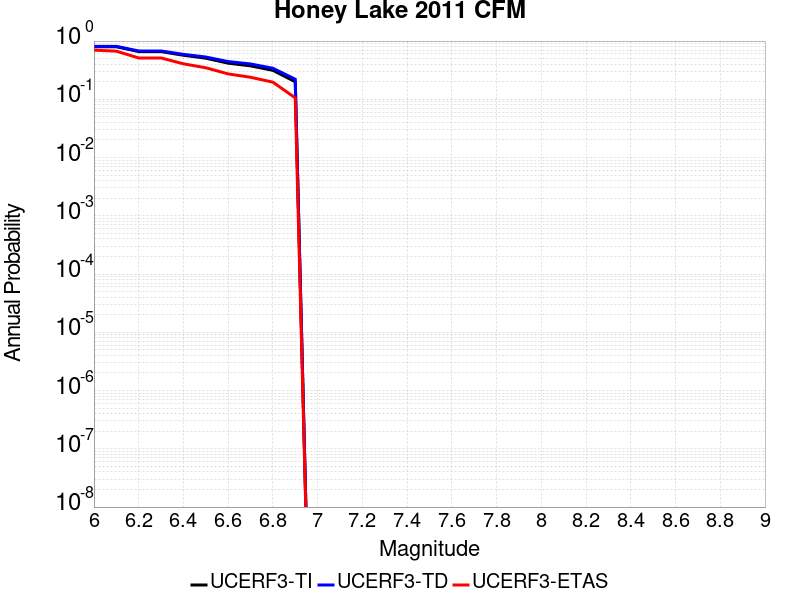 Honey Lake 2011 CFM
10^0
10^-1
10^-2
10^-3
10^-4
10^-5
10^-6
10^-7
10^-8
Annual Probability
6 6.2 6.4 6.6 6.8 7 7.2 7.4 7.6 7.8 8 8.2 8.4 8.6 8.8 9
Magnitude
UCERF3-TI UCERF3-TD UCERF3-ETAS